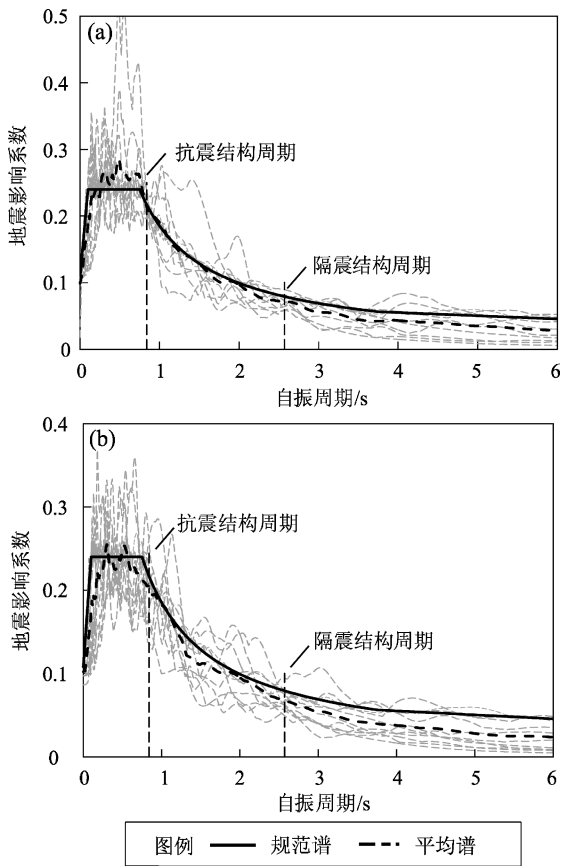 (a)
0.5
0.4
0.3
0.2
0.1
0
地震影响系数
抗震结构周期
隔震结构周期
0 1 2 3 4 5 6
自振周期/s
(b)
0.4
0.3
0.2
0.1
0
地震影响系数
抗震结构周期
隔震结构周期
0 1 2 3 4 5 6
自振周期/s
图例 规范谱 平均谱